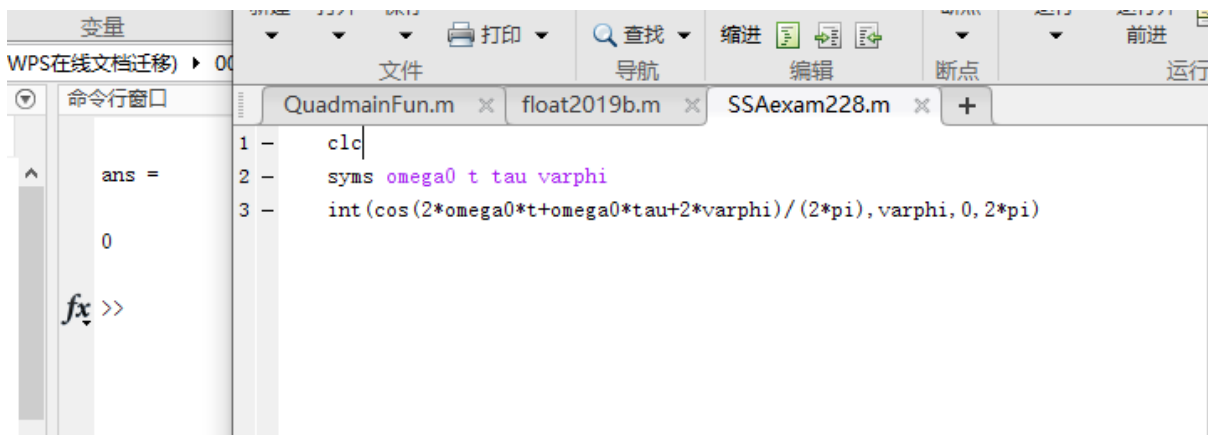 变量
WPS在线文档迁移)
命令行窗口
ans =
0
fx >>
打印
查找
缩进
前进
文件
导航
编辑
断点
运行
QuadmainFun.m
float2019b.m
SSAexam228.m
+
1 - clc
2 - syms omega0 t tau varphi
3 - int(cos(2*omega0*t+omega0*tau+2*varphi)/(2*pi),varphi,0,2*pi)